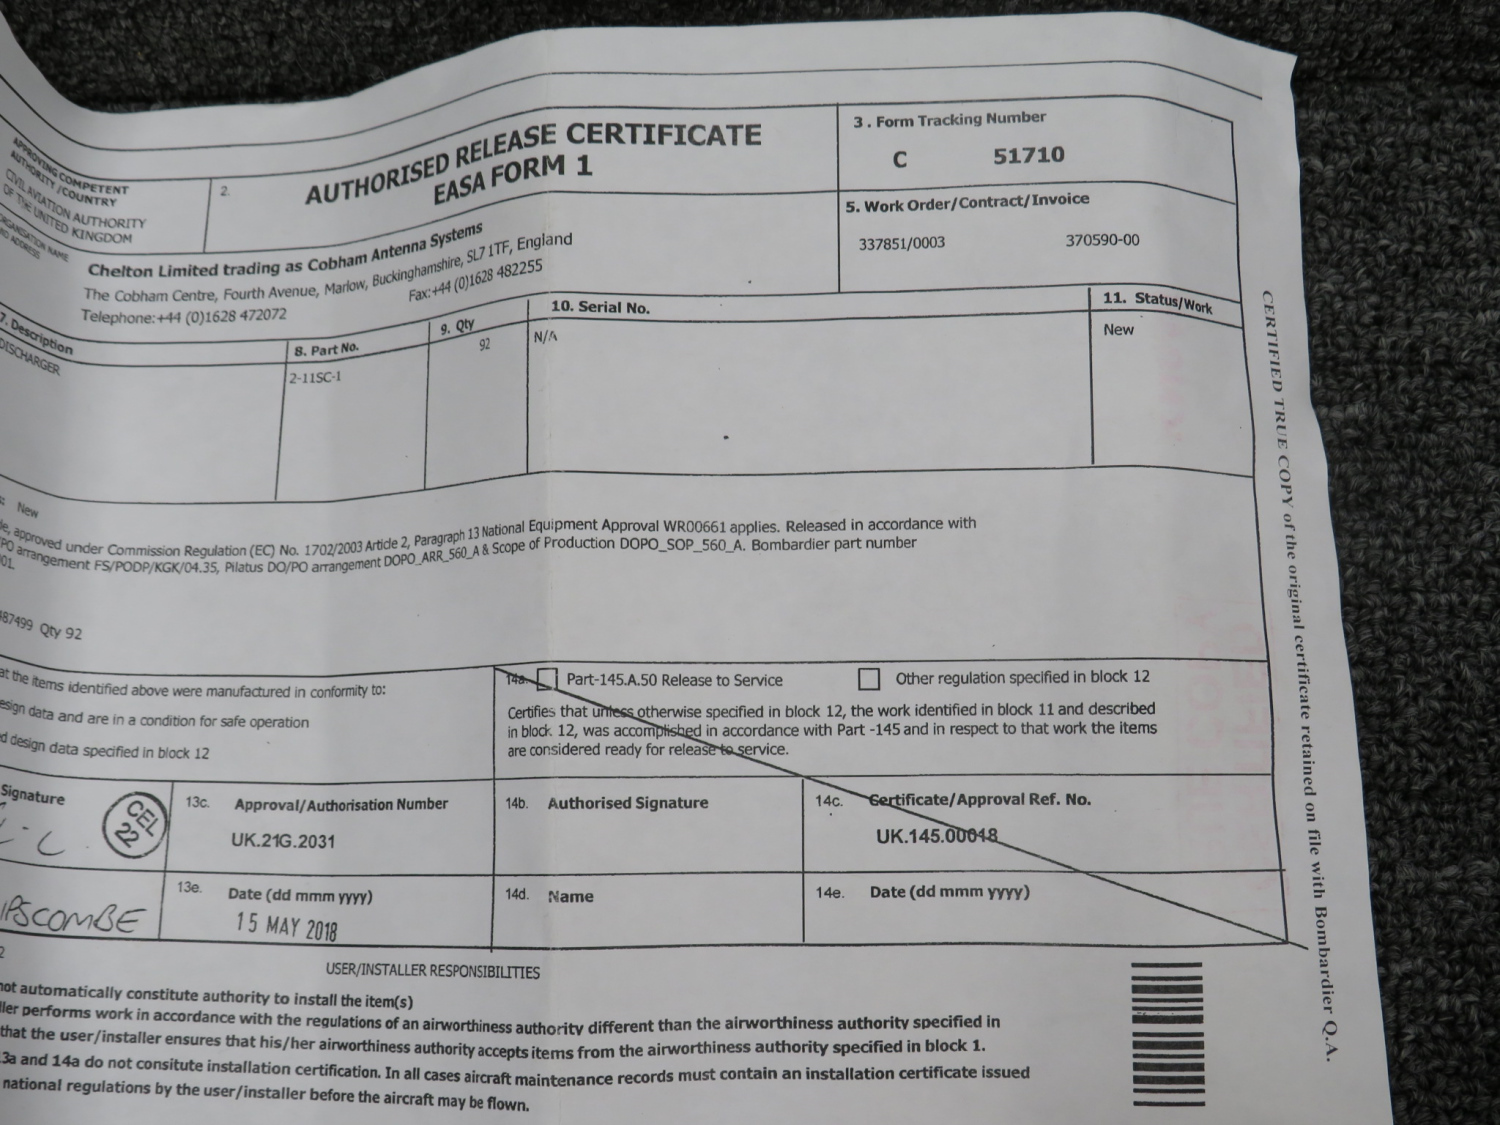 APPROVING COMPETENT
AUTHORITY/COUNTRY
CIVIL AVIATION AUTHORITY
OF THE UNITED KINGDOM
2.
AUTHORISED RELEASE CERTIFICATE
EASA FORM 1
3. Form Tracking Number
C 51710
ORGANISATION NAME
ADDRESS
Chelton Limited trading as Cobham Antenna Systems
The Cobham Centre, Fourth Avenue, Marlow, Buckinghamshire, SL7 1TF, England
Telephone:+44 (0)1628 472072 Fax:+44 (0)1628 482255
5. Work Order/Contract/Invoice
337851/0003 370590-00
7. Description 8. Part No. 9. Qty 10. Serial No. 11. Status/Work
DISCHARGER 2-11SC-1 92 N/A New
: New
approved under Commission Regulation (EC) No. 1702/2003 Article 2, Paragraph 13 National Equipment Approval WR00661 applies. Released in accordance with
arrangement FS/PODP/KGK/04.35, Pilatus DO/PO arrangement DOPO_ARR_560_A & Scope of Production DOPO_SOP_560_A. Bombardier part number
01.
87499 Qty 92
at the items identified above were manufactured in conformity to:
design data and are in a condition for safe operation
design data specified in block 12
14a. Part-145.A.50 Release to Service Other regulation specified in block 12
Certifies that unless otherwise specified in block 12, the work identified in block 11 and described
in block 12, was accomplished in accordance with Part -145 and in respect to that work the items
are considered ready for release to service.
Signature
CEL
22
13c. Approval/Authorisation Number
UK.21G.2031
14b. Authorised Signature
14c. Certificate/Approval Ref. No.
UK.145.00018
IPSCOMBE
13e. Date (dd mmm yyyy)
15 MAY 2018
14d. Name
14e. Date (dd mmm yyyy)
USER/INSTALLER RESPONSIBILITIES
not automatically constitute authority to install the item(s)
ller performs work in accordance with the regulations of an airworthiness authority different than the airworthiness authority specified in
that the user/installer ensures that his/her airworthiness authority accepts items from the airworthiness authority specified in block 1.
3a and 14a do not consitute installation certification. In all cases aircraft maintenance records must contain an installation certificate issued
national regulations by the user/installer before the aircraft may be flown.
CERTIFIED TRUE COPY of the original certificate retained on file with Bombardier Q.A.